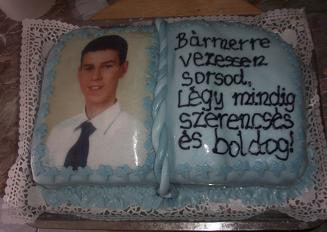 Bármerre
vezessen
sorsod,
Légy mindig
szerencsés
és boldog!